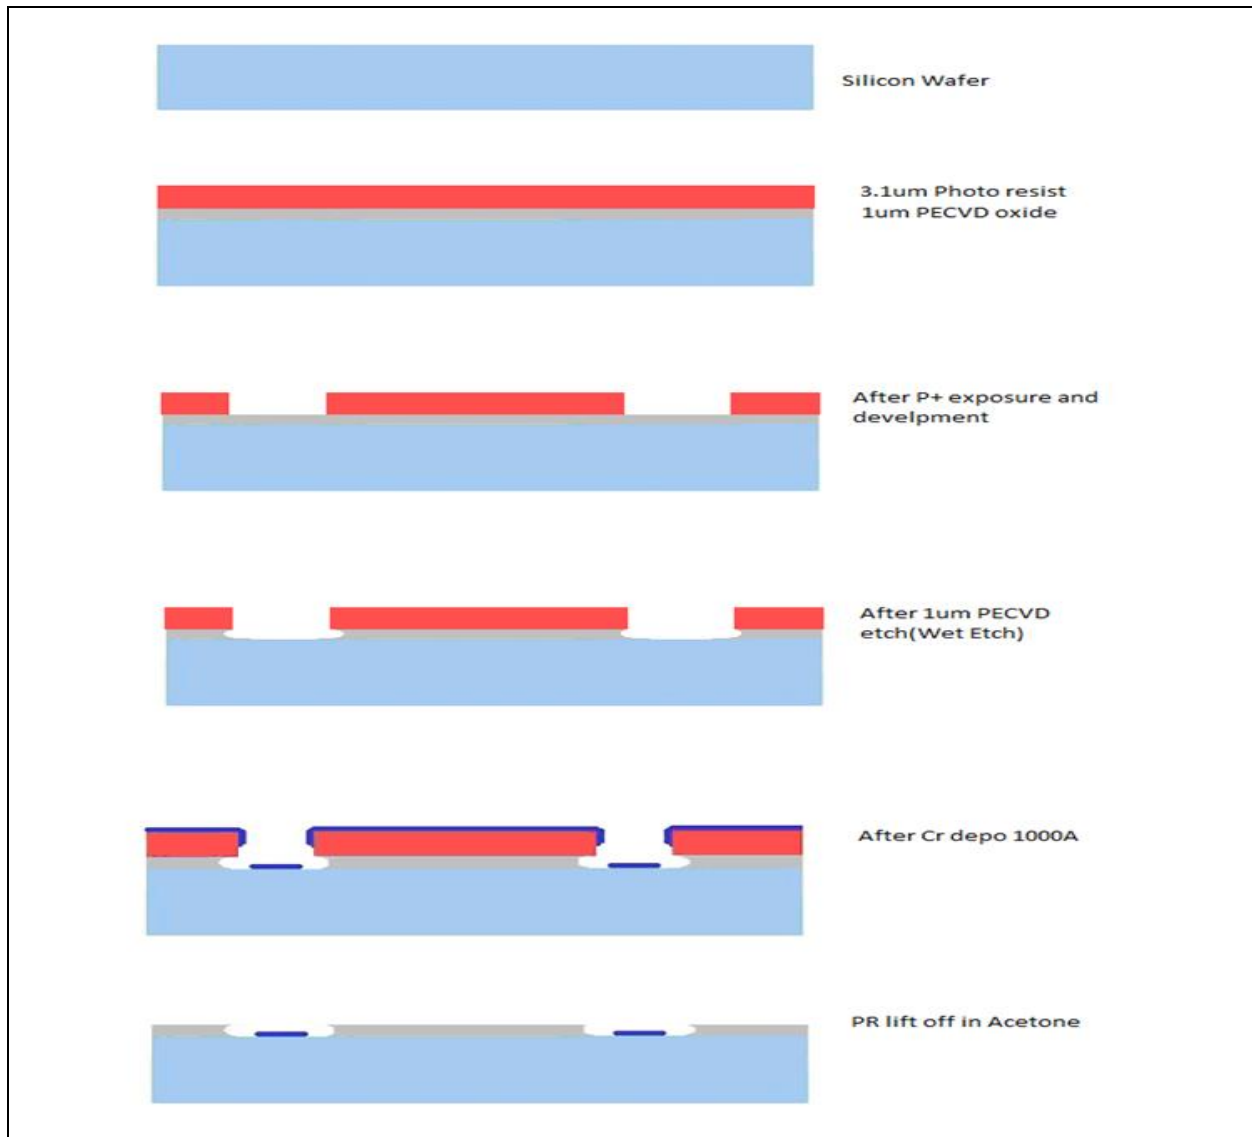 Silicon Wafer
3.1um Photo resist
1um PECVD oxide
After P+ exposure and
develpment
After 1um PECVD
etch(Wet Etch)
After Cr depo 1000A
PR lift off in Acetone